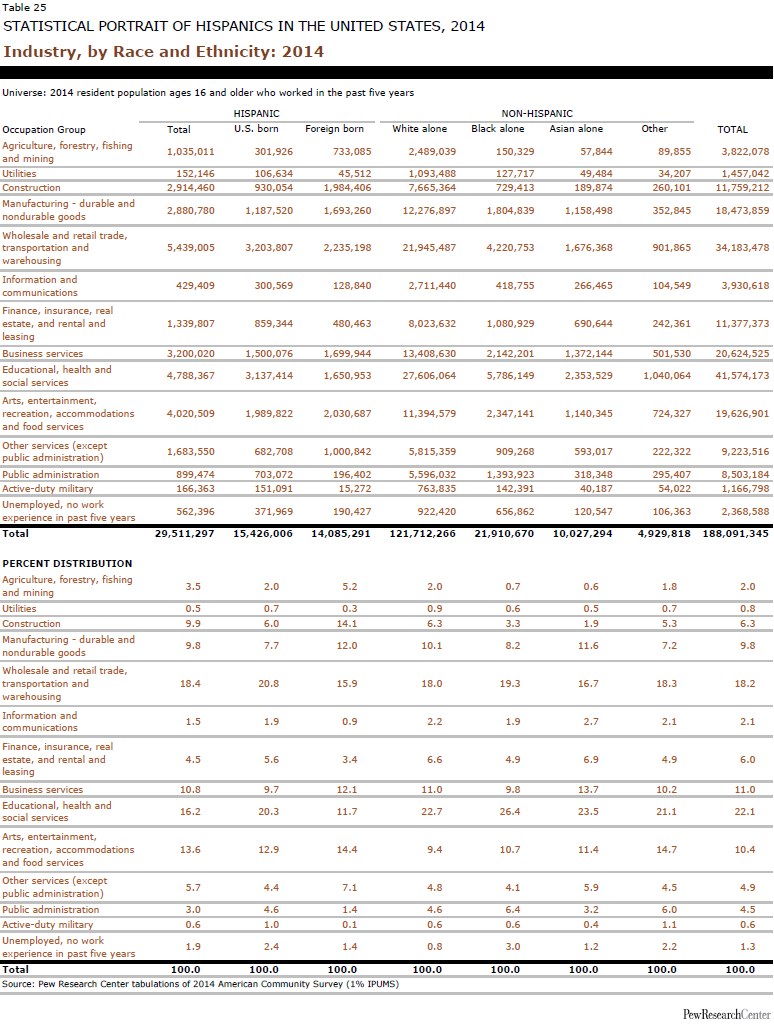 Table 25
STATISTICAL PORTRAIT OF HISPANICS IN THE UNITED STATES, 2014
Industry, by Race and Ethnicity: 2014
Universe: 2014 resident population ages 16 and older who worked in the past five years
HISPANIC NON-HISPANIC
Occupation Group Total U.S. born Foreign born White alone Black alone Asian alone Other TOTAL
Agriculture, forestry, fishing
and mining 1,035,011 301,926 733,085 2,489,039 150,329 57,844 89,855 3,822,078
Utilities 152,146 106,634 45,512 1,093,488 127,717 49,484 34,207 1,457,042
Construction 2,914,460 930,054 1,984,406 7,665,364 729,413 189,874 260,101 11,759,212
Manufacturing - durable and
nondurable goods 2,880,780 1,187,520 1,693,260 12,276,897 1,804,839 1,158,498 352,845 18,473,859
Wholesale and retail trade,
transportation and 5,439,005 3,203,807 2,235,198 21,945,487 4,220,753 1,676,368 901,865 34,183,478
warehousing
Information and
communications 429,409 300,569 128,840 2,711,440 418,755 266,465 104,549 3,930,618
Finance, insurance, real
estate, and rental and 1,339,807 859,344 480,463 8,023,632 1,080,929 690,644 242,361 11,377,373
leasing
Business services 3,200,020 1,500,076 1,699,944 13,408,630 2,142,201 1,372,144 501,530 20,624,525
Educational, health and
social services 4,788,367 3,137,414 1,650,953 27,606,064 5,786,149 2,353,529 1,040,064 41,574,173
Arts, entertainment,
recreation, accommodations 4,020,509 1,989,822 2,030,687 11,394,579 2,347,141 1,140,345 724,327 19,626,901
and food services
Other services (except
public administration) 1,683,550 682,708 1,000,842 5,815,359 909,268 593,017 222,322 9,223,516
Public administration 899,474 703,072 196,402 5,596,032 1,393,923 318,348 295,407 8,503,184
Active-duty military 166,363 151,091 15,272 763,835 142,391 40,187 54,022 1,166,798
Unemployed, no work
experience in past five years 562,396 371,969 190,427 922,420 656,862 120,547 106,363 2,368,588
Total 29,511,297 15,426,006 14,085,291 121,712,266 21,910,670 10,027,294 4,929,818 188,091,345
PERCENT DISTRIBUTION
Agriculture, forestry, fishing
and mining 3.5 2.0 5.2 2.0 0.7 0.6 1.8 2.0
Utilities 0.5 0.7 0.3 0.9 0.6 0.5 0.7 0.8
Construction 9.9 6.0 14.1 6.3 3.3 1.9 5.3 6.3
Manufacturing - durable and
nondurable goods 9.8 7.7 12.0 10.1 8.2 11.6 7.2 9.8
Wholesale and retail trade,
transportation and 18.4 20.8 15.9 18.0 19.3 16.7 18.3 18.2
warehousing
Information and
communications 1.5 1.9 0.9 2.2 1.9 2.7 2.1 2.1
Finance, insurance, real
estate, and rental and 4.5 5.6 3.4 6.6 4.9 6.9 4.9 6.0
leasing
Business services 10.8 9.7 12.1 11.0 9.8 13.7 10.2 11.0
Educational, health and
social services 16.2 20.3 11.7 22.7 26.4 23.5 21.1 22.1
Arts, entertainment,
recreation, accommodations 13.6 12.9 14.4 9.4 10.7 11.4 14.7 10.4
and food services
Other services (except
public administration) 5.7 4.4 7.1 4.8 4.1 5.9 4.5 4.9
Public administration 3.0 4.6 1.4 4.6 6.4 3.2 6.0 4.5
Active-duty military 0.6 1.0 0.1 0.6 0.6 0.4 1.1 0.6
Unemployed, no work
experience in past five years 1.9 2.4 1.4 0.8 3.0 1.2 2.2 1.3
Total 100.0 100.0 100.0 100.0 100.0 100.0 100.0 100.0
Source: Pew Research Center tabulations of 2014 American Community Survey (1% IPUMS)
PewResearchCenter